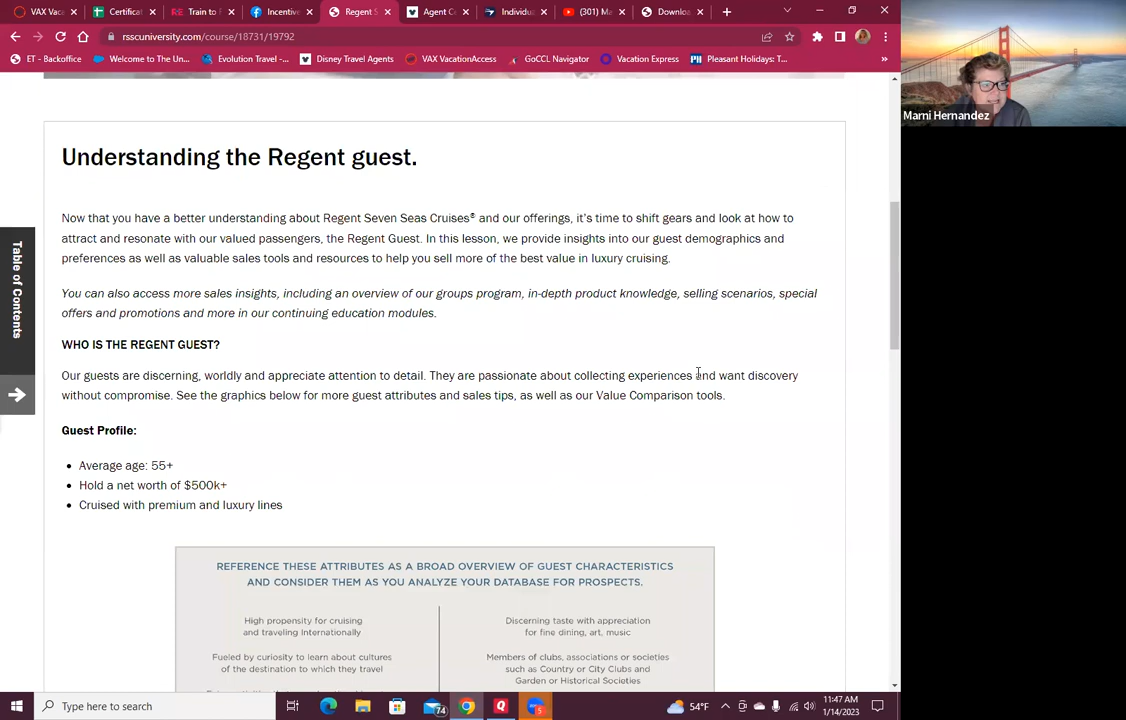 VAX Vaca
Certificat
Train to
Incentive
Regent S
Agent Ce
Individua
(301) Ma
Downloa
rsscuniversity.com/course/18731/19792
ET - Backoffice
Welcome to The Un...
Evolution Travel -...
Disney Travel Agents
VAX VacationAccess
GoCCL Navigator
Vacation Express
Pleasant Holidays: T...
Marni Hernandez
Table of Contents
Understanding the Regent guest.
Now that you have a better understanding about Regent Seven Seas Cruises® and our offerings, it's time to shift gears and look at how to
attract and resonate with our valued passengers, the Regent Guest. In this lesson, we provide insights into our guest demographics and
preferences as well as valuable sales tools and resources to help you sell more of the best value in luxury cruising.
You can also access more sales insights, including an overview of our groups program, in-depth product knowledge, selling scenarios, special
offers and promotions and more in our continuing education modules.
WHO IS THE REGENT GUEST?
Our guests are discerning, worldly and appreciate attention to detail. They are passionate about collecting experiences and want discovery
without compromise. See the graphics below for more guest attributes and sales tips, as well as our Value Comparison tools.
Guest Profile:
• Average age: 55+
• Hold a net worth of $500k+
• Cruised with premium and luxury lines
REFERENCE THESE ATTRIBUTES AS A BROAD OVERVIEW OF GUEST CHARACTERISTICS
AND CONSIDER THEM AS YOU ANALYZE YOUR DATABASE FOR PROSPECTS.
High propensity for cruising
and traveling Internationally
Fueled by curiosity to learn about cultures
of the destination to which they travel
Discerning taste with appreciation
for fine dining, art, music
Members of clubs, associations or societies
such as Country or City Clubs and
Garden or Historical Societies
Type here to search
74
5
54°F
11:47 AM
1/14/2023